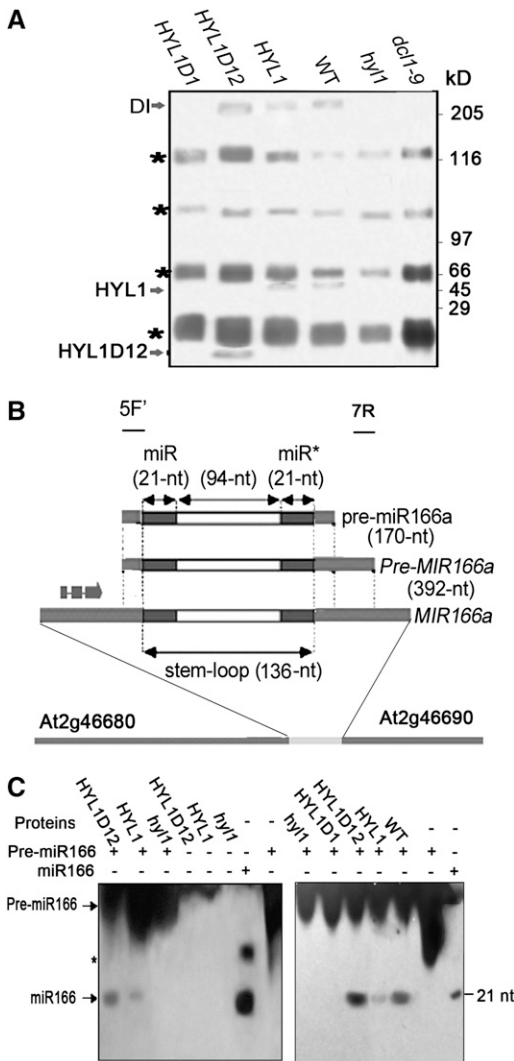 A
HYL1D1 HYL1D12 HYL1 WT hyl1 dcl1-9 kD
DI 205
* 116
*
97
* 66
HYL1 45
29
*
HYL1D12
B
5F' 7R
miR miR*
(21-nt) (94-nt) (21-nt)
pre-miR166a
(170-nt)
Pre-MIR166a
(392-nt)
MIR166a
stem-loop (136-nt)
At2g46680 At2g46690
C
Proteins HYL1D12 HYL1 hyl1 HYL1D12 HYL1 hyl1 - - hyl1 HYL1D1 HYL1D12 HYL1 WT - -
Pre-miR166 + + + - - - - + + + + + + + -
miR166 - - - - - - + - - - - - - - +
Pre-miR166
*
miR166 21 nt